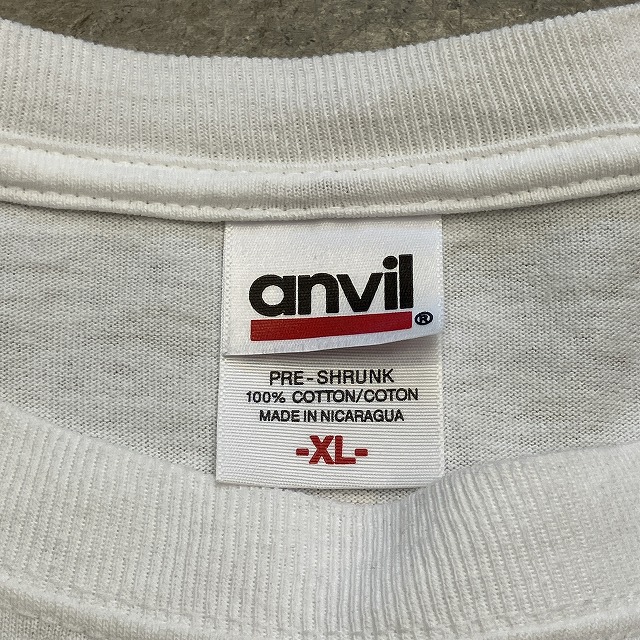 anvil®
PRE-SHRUNK
100% COTTON/COTON
MADE IN NICARAGUA
-XL-